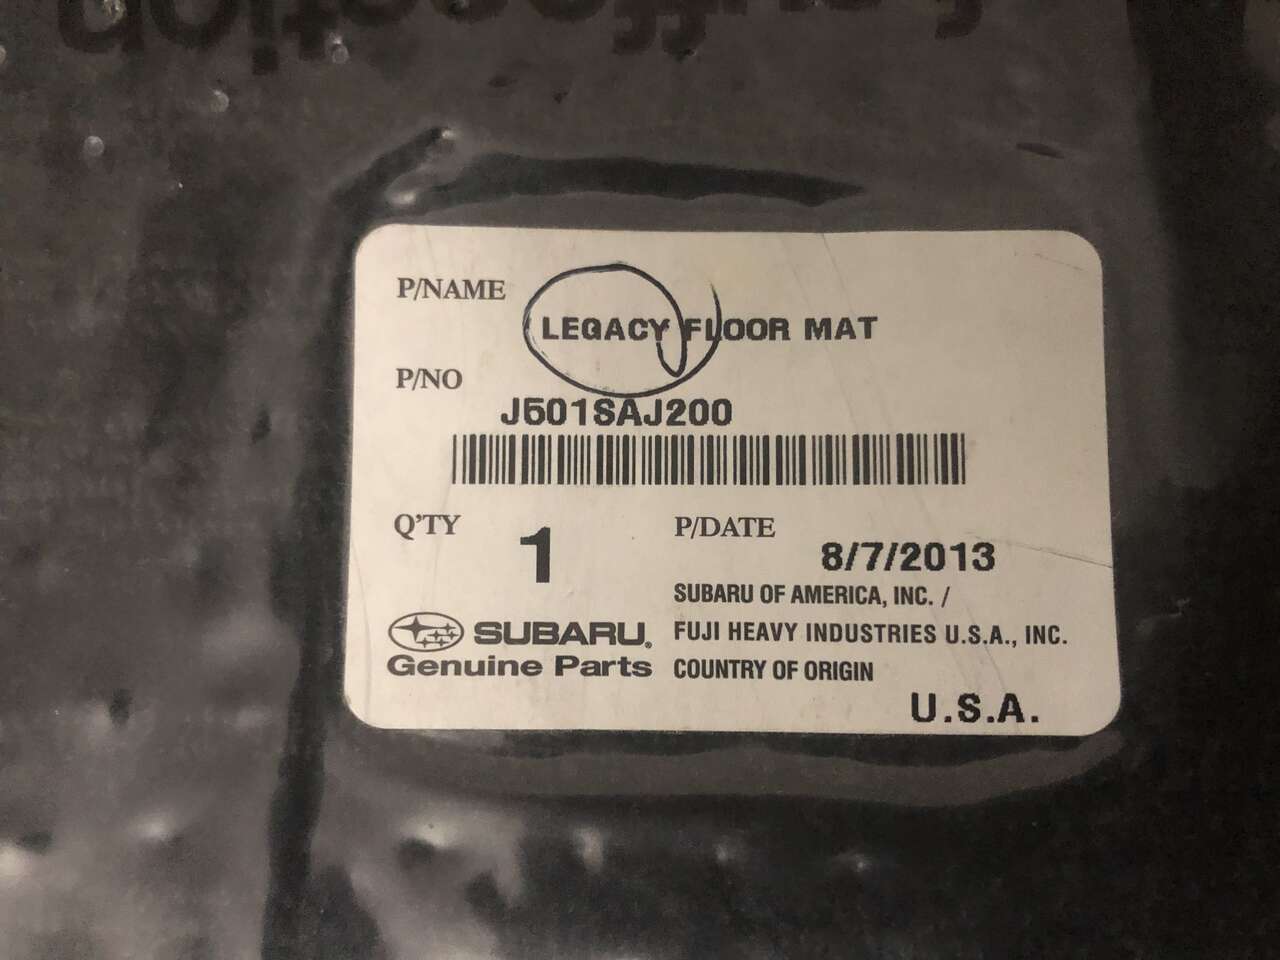 P/NAME
LEGACY FLOOR MAT
P/NO
J501SAJ200
Q'TY
1
P/DATE
8/7/2013
SUBARU OF AMERICA, INC. /
FUJI HEAVY INDUSTRIES U.S.A., INC.
COUNTRY OF ORIGIN
U.S.A.
SUBARU.
Genuine Parts